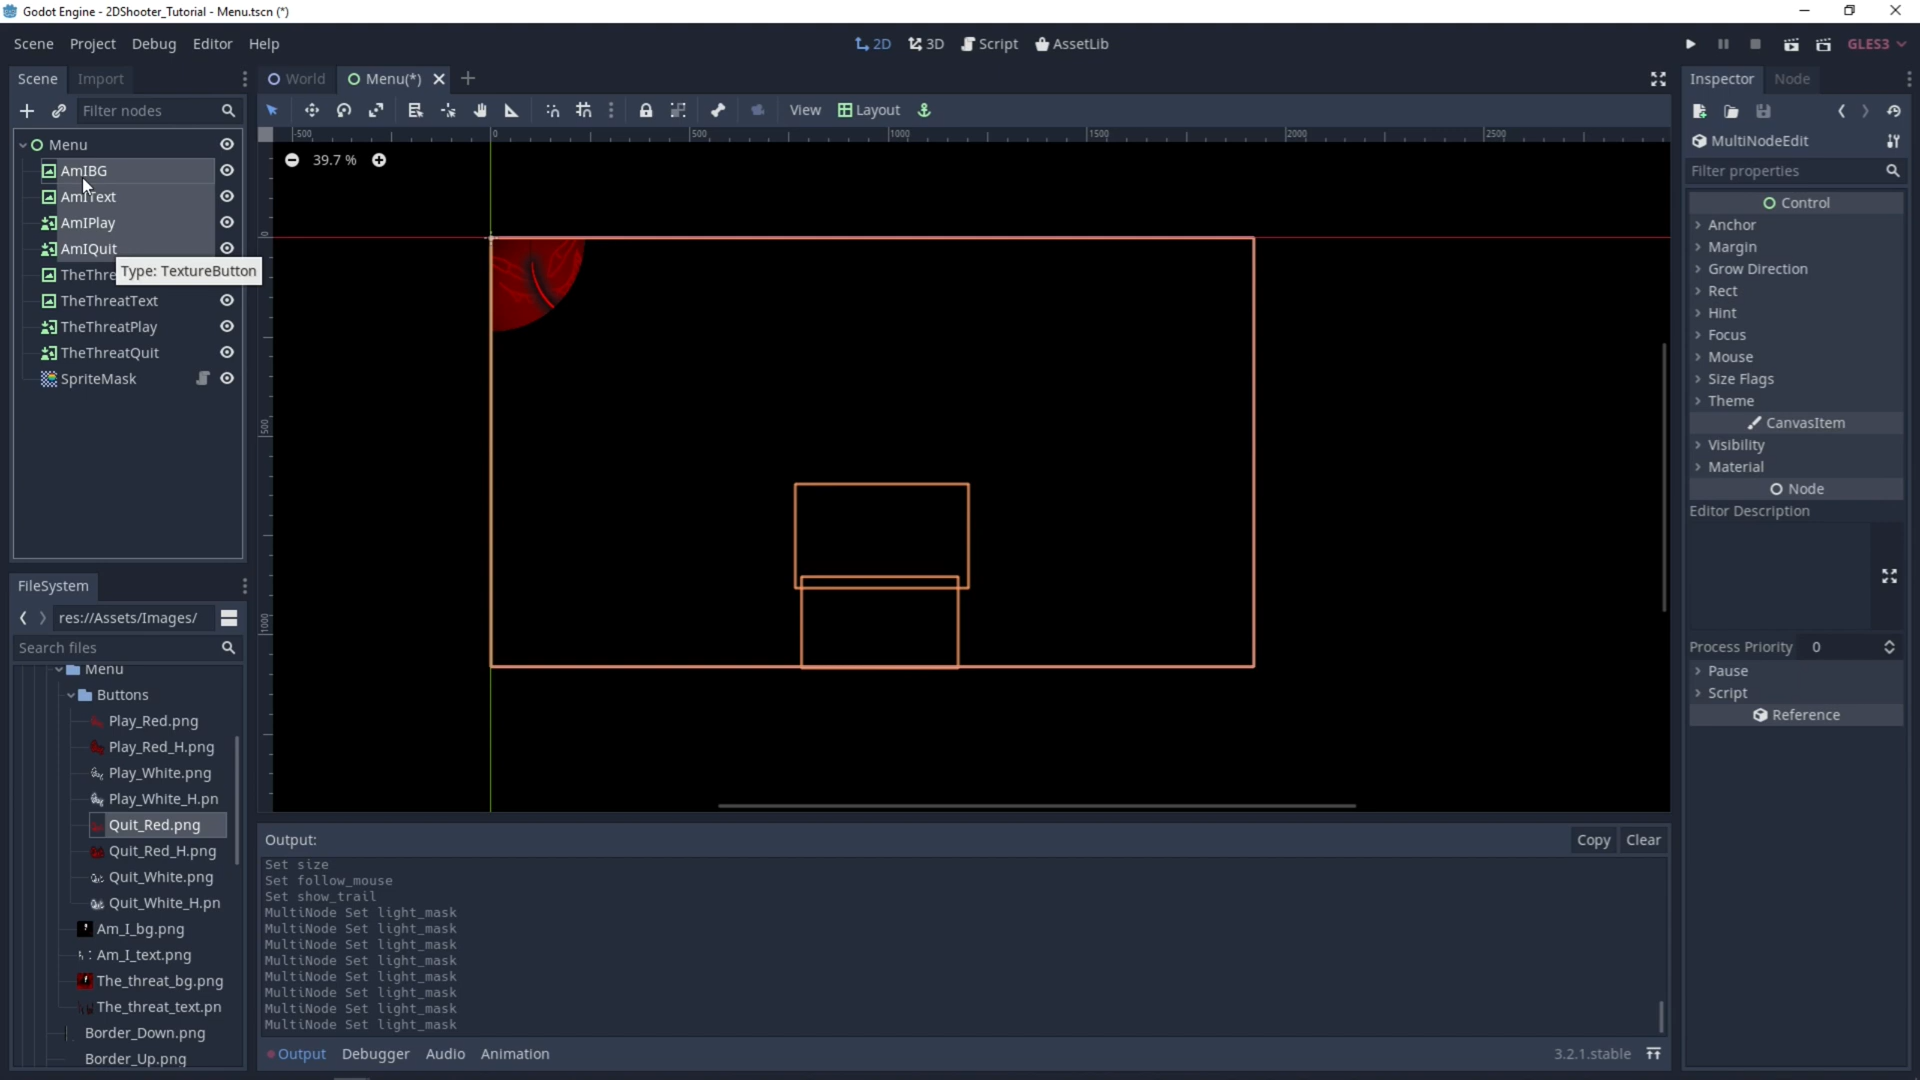 Godot Engine - 2DShooter_Tutorial - Menu.tscn (*)
Scene Project Debug Editor Help
2D 3D Script AssetLib
GLES3
Scene Import
World Menu(*)
Inspector Node
Filter nodes
View Layout
-500 0 500 1000 1500 2000 2500
Menu
39.7 %
MultiNodeEdit
AmIBG
Filter properties
AmIText
Control
AmIPlay
Anchor
AmIQuit
Margin
TheThre
Type: TextureButton
Grow Direction
TheThreatText
Rect
Hint
TheThreatPlay
Focus
TheThreatQuit
Mouse
SpriteMask
Size Flags
Theme
CanvasItem
Visibility
Material
Node
Editor Description
0
500
1000
FileSystem
res://Assets/Images/
Search files
Process Priority 0
Menu
Pause
Buttons
Script
Play_Red.png
Reference
Play_Red_H.png
Play_White.png
Play_White_H.pn
Quit_Red.png
Quit_Red_H.png
Quit_White.png
Quit_White_H.pn
Am_I_bg.png
Am_I_text.png
The_threat_bg.png
The_threat_text.pn
Border_Down.png
Border_Up.png
Output:
Copy Clear
Set size
Set follow_mouse
Set show_trail
MultiNode Set light_mask
MultiNode Set light_mask
MultiNode Set light_mask
MultiNode Set light_mask
MultiNode Set light_mask
MultiNode Set light_mask
MultiNode Set light_mask
MultiNode Set light_mask
Output Debugger Audio Animation
3.2.1.stable